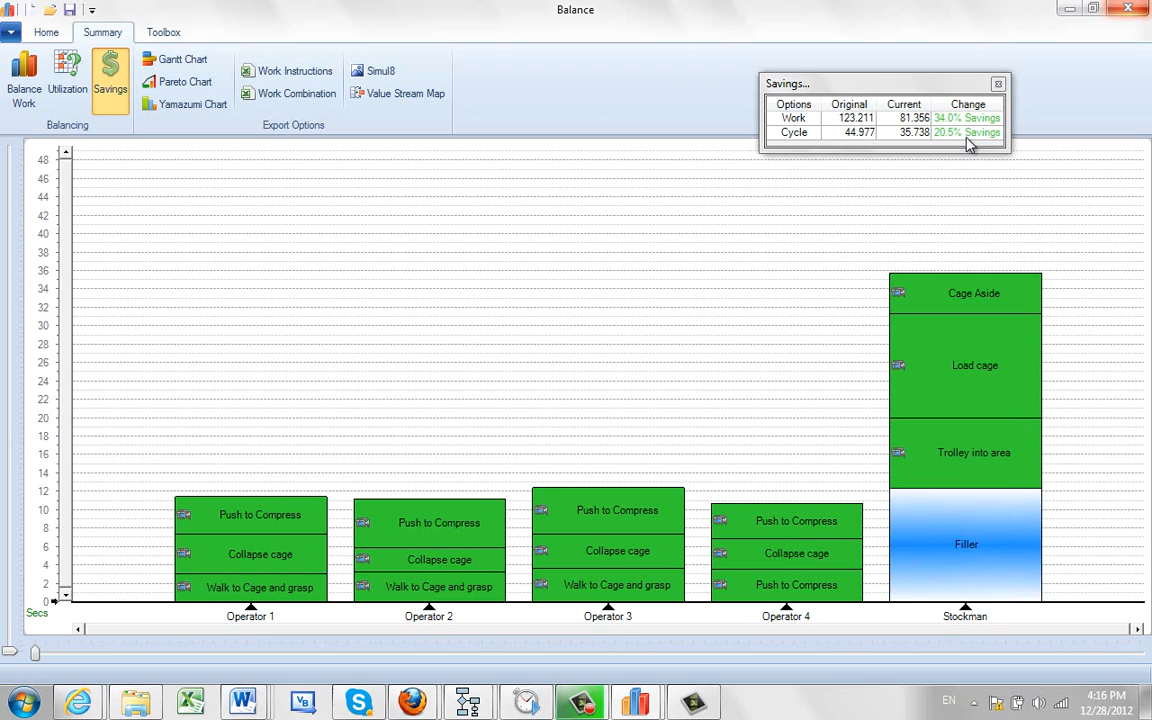 Balance
Home Summary Toolbox
Balance Work
Utilization
Savings
Gantt Chart
Pareto Chart
Yamazumi Chart
Work Instructions
Work Combination
Simul8
Value Stream Map
Balancing
Export Options
Savings...
Options Original Current Change
Work 123.211 81.356 34.0% Savings
Cycle 44.977 35.738 20.5% Savings
48
46
44
42
40
38
36
34
32
30
28
26
24
22
20
18
16
14
12
10
8
6
4
2
0
Secs
Push to Compress
Collapse cage
Walk to Cage and grasp
Operator 1
Push to Compress
Collapse cage
Walk to Cage and grasp
Operator 2
Push to Compress
Collapse cage
Walk to Cage and grasp
Operator 3
Push to Compress
Collapse cage
Push to Compress
Operator 4
Cage Aside
Load cage
Trolley into area
Filler
Stockman
EN
4:16 PM
12/28/2012